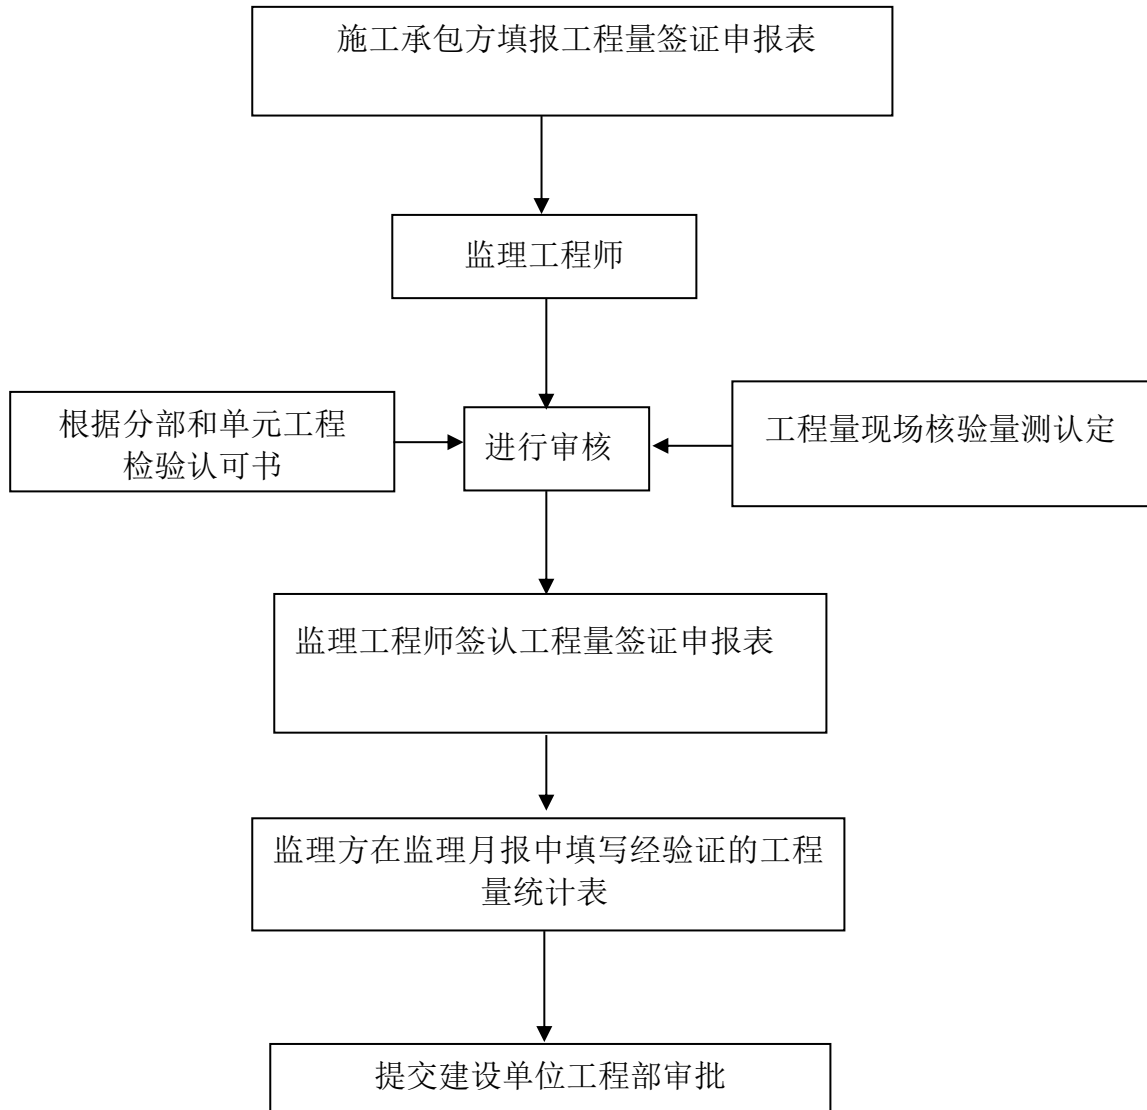 施工承包方填报工程量签证申报表
监理工程师
根据分部和单元工程
检验认可书
进行审核
工程量现场核验量测认定
监理工程师签认工程量签证申报表
监理方在监理月报中填写经验证的工程
量统计表
提交建设单位工程部审批